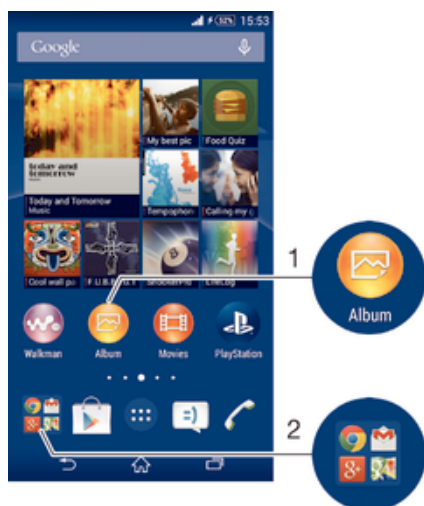 92% 15:53
Google
today and
tomorrow
My best pic
Food Quiz
Today and Tomorrow
Music
Tempophon
Calling my c
Cool wall pa
F.U.B.
LifeLog
1
Walkman
Album
Movies
PlayStation
Album
2